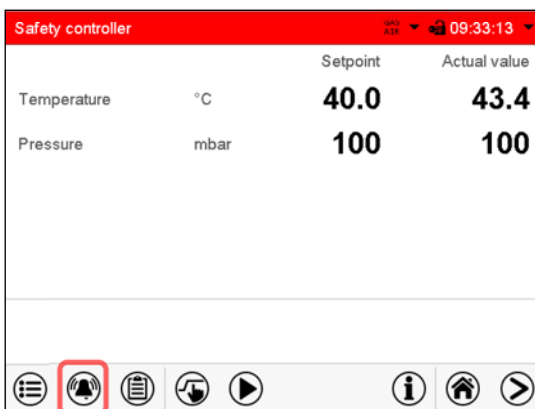 Safety controller 09:33:13
Setpoint Actual value
Temperature °C 40.0 43.4
Pressure mbar 100 100